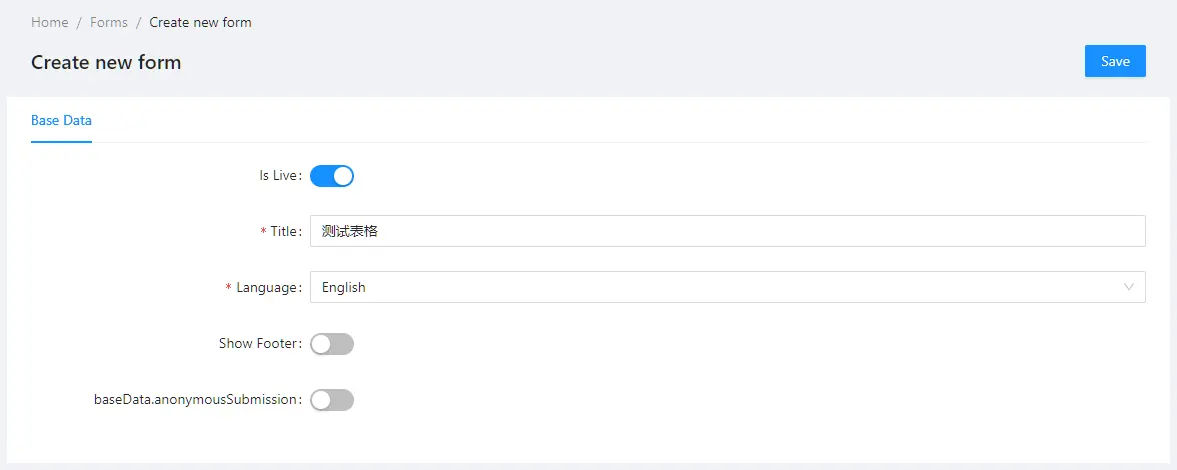 Home / Forms / Create new form
Create new form
Save
Base Data
Is Live:
* Title: 测试表格
* Language: English
Show Footer:
baseData.anonymousSubmission: